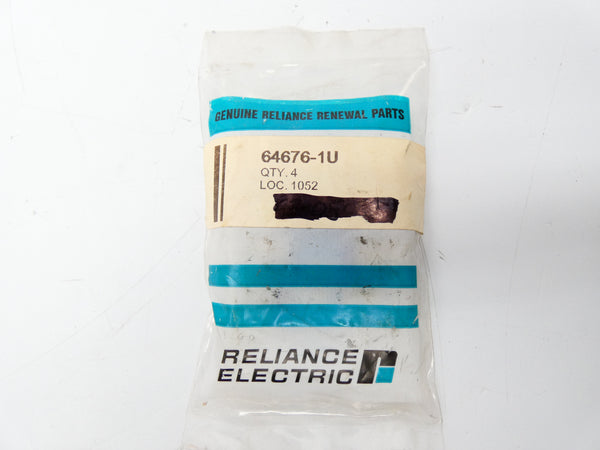 GENUINE RELIANCE RENEWAL PARTS
64676-1U
QTY. 4
LOC. 1052
RELIANCE
ELECTRIC